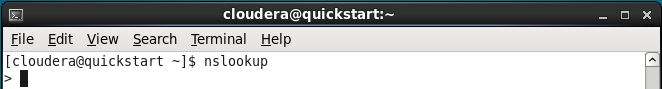 cloudera@quickstart:~
File Edit View Search Terminal Help
[cloudera@quickstart ~]$ nslookup
>